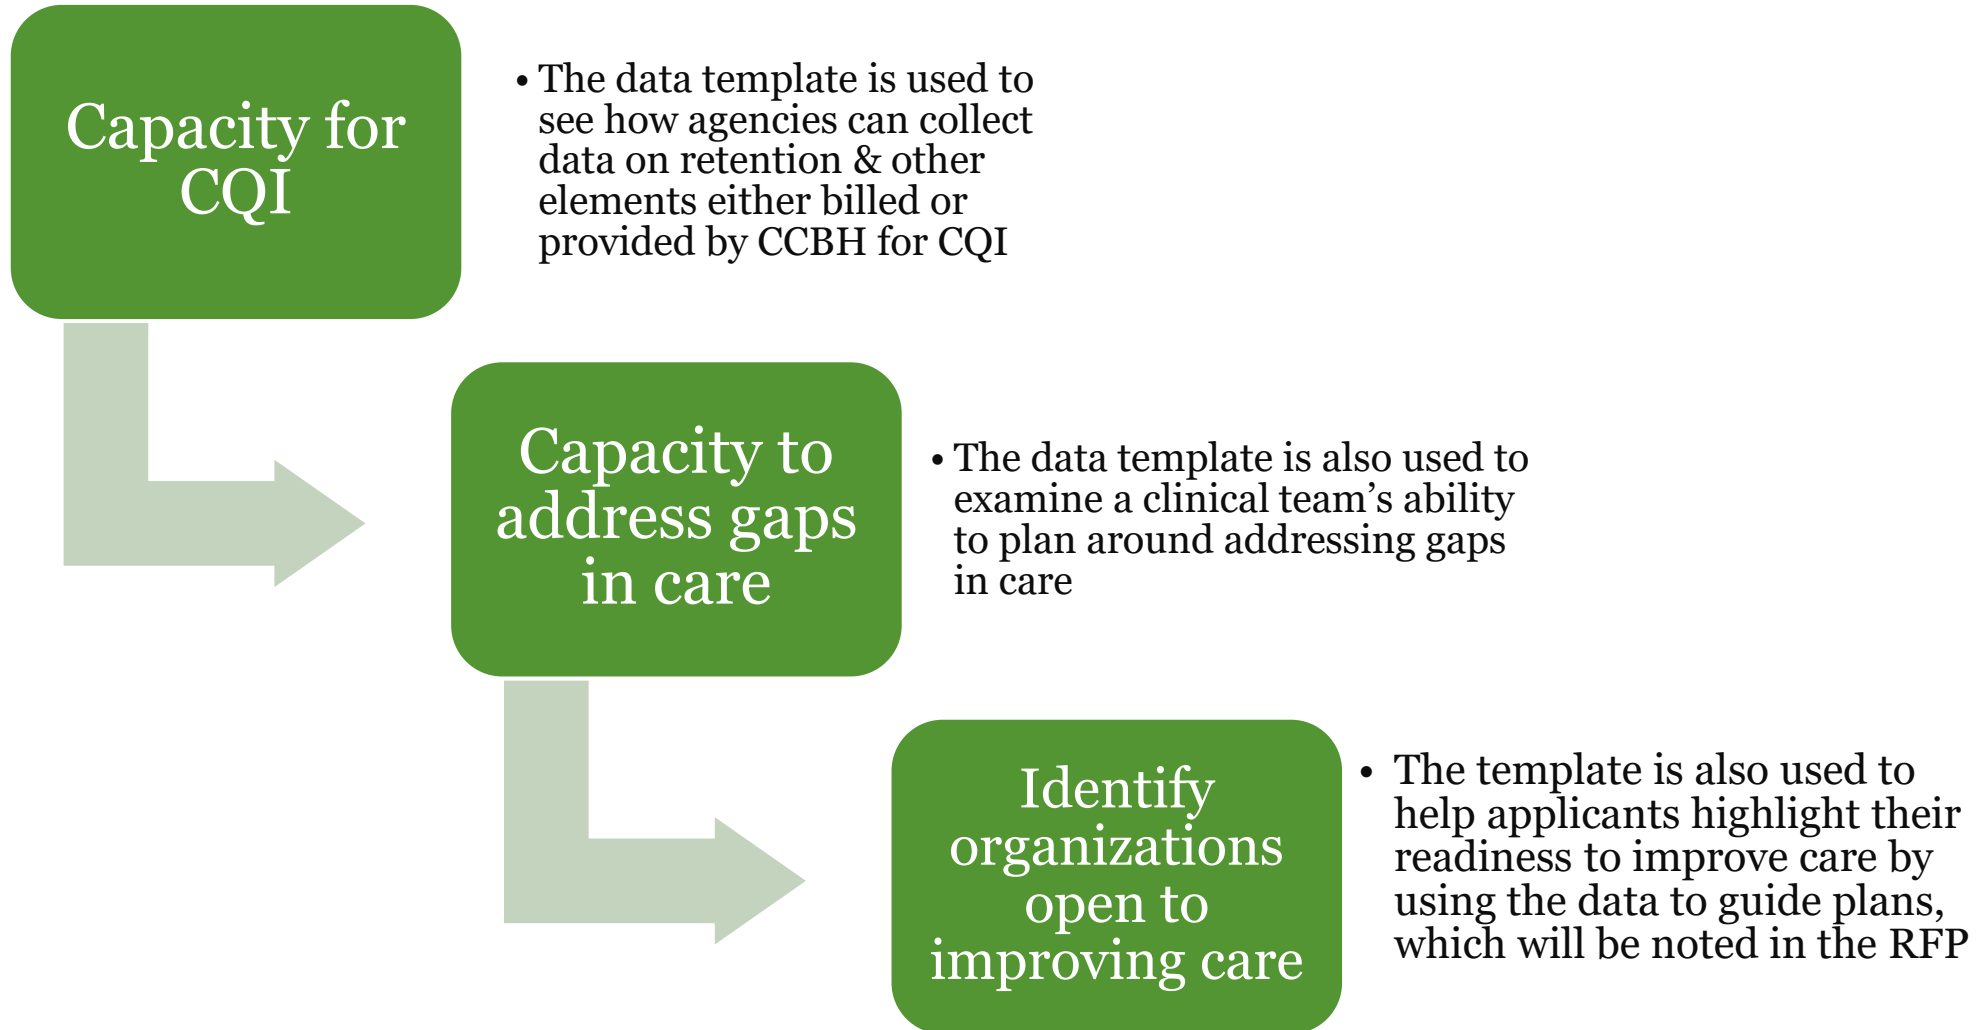 Capacity for
CQI
• The data template is used to
see how agencies can collect
data on retention & other
elements either billed or
provided by CCBH for CQI
Capacity to
address gaps
in care
• The data template is also used to
examine a clinical team’s ability
to plan around addressing gaps
in care
Identify
organizations
open to
improving care
• The template is also used to
help applicants highlight their
readiness to improve care by
using the data to guide plans,
which will be noted in the RFP